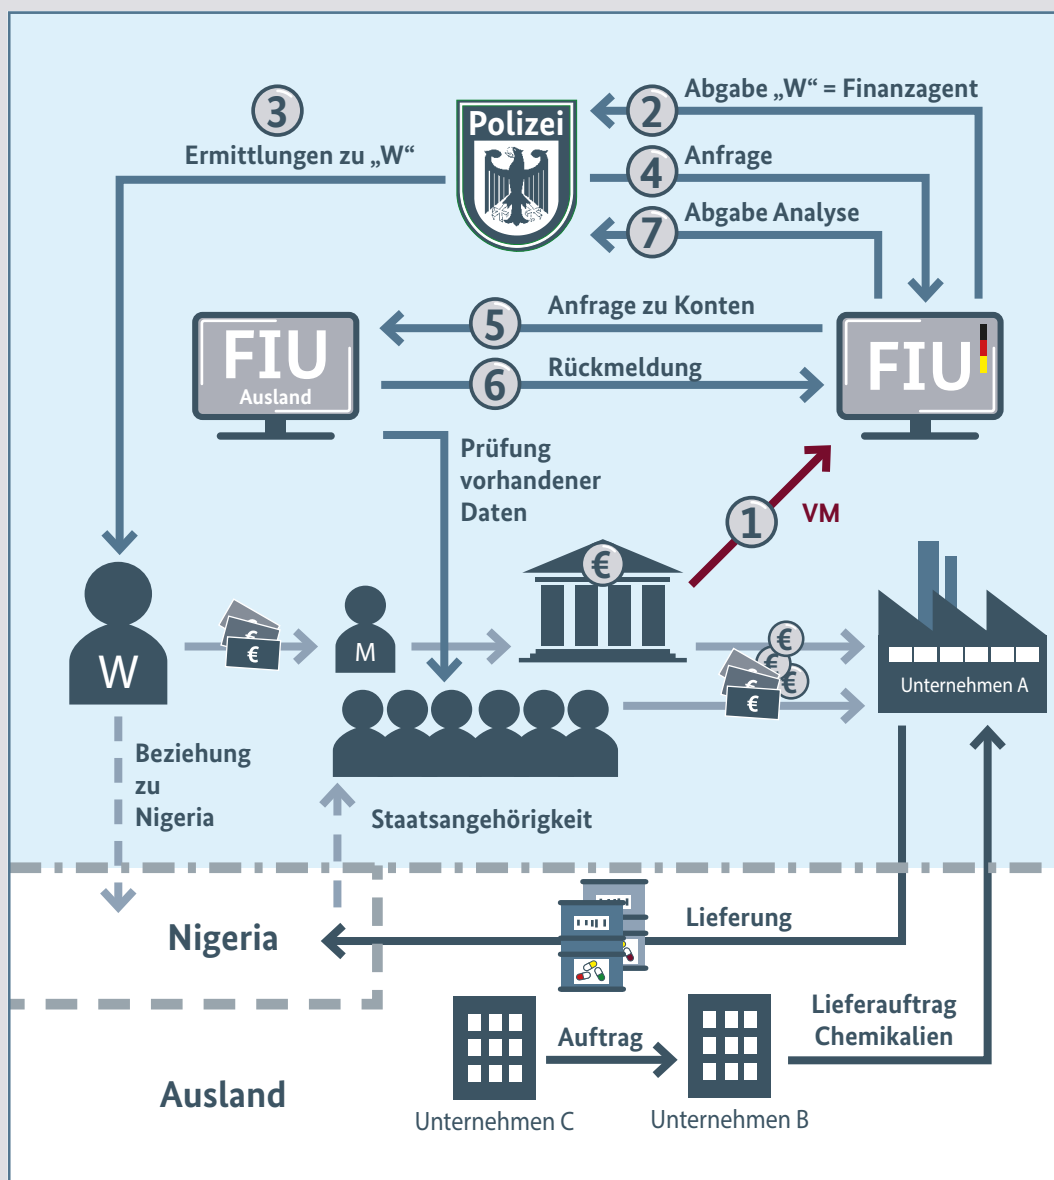 3
Ermittlungen zu „W“
Polizei
2
Abgabe „W“ = Finanzagent
4
Anfrage
7
Abgabe Analyse
5
Anfrage zu Konten
6
Rückmeldung
FIU
Ausland
FIU
Prüfung
vorhandener
Daten
1
VM
€
W
€
€
M
€
€
€
€
€
Unternehmen A
Beziehung
zu
Nigeria
Staatsangehörigkeit
Nigeria
Lieferung
Auftrag
Lieferauftrag
Chemikalien
Ausland
Unternehmen C
Unternehmen B